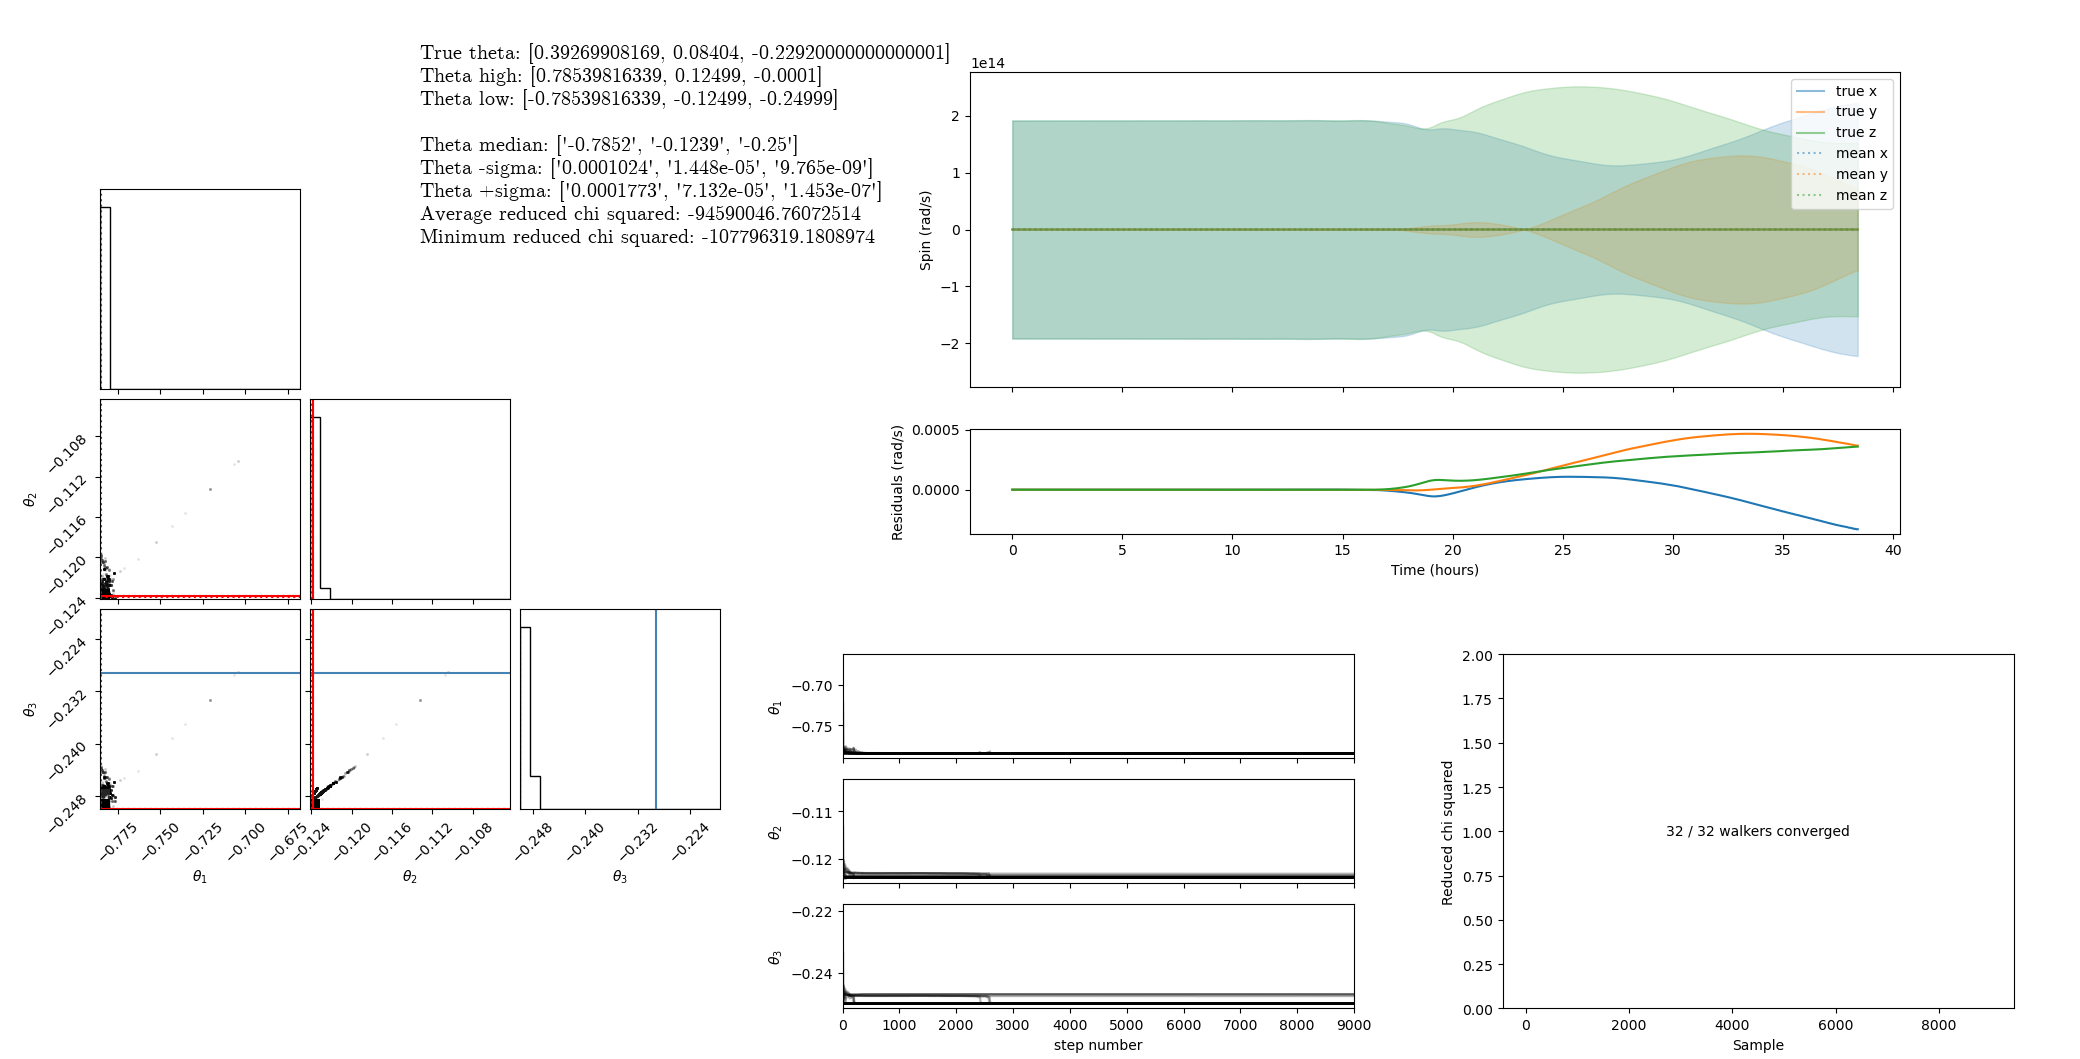 True theta: [0.39269908169, 0.08404, -0.22920000000000001]
Theta high: [0.78539816339, 0.12499, -0.0001]
Theta low: [-0.78539816339, -0.12499, -0.24999]
Theta median: ['-0.7852', '-0.1239', '-0.25']
Theta -sigma: ['0.0001024', '1.448e-05', '9.765e-09']
Theta +sigma: ['0.0001773', '7.132e-05', '1.453e-07']
Average reduced chi squared: -94590046.76072514
Minimum reduced chi squared: -107796319.1808974
θ2
−0.108
−0.112
−0.116
−0.120
−0.124
θ3
−0.224
−0.232
−0.240
−0.248
−0.775
−0.750
−0.725
−0.700
−0.675
θ1
−0.124
−0.120
−0.116
−0.112
−0.108
θ2
−0.248
−0.240
−0.232
−0.224
θ3
1e14
Spin (rad/s)
2
1
0
−1
−2
true x
true y
true z
mean x
mean y
mean z
Residuals (rad/s)
0.0005
0.0000
0 5 10 15 20 25 30 35 40
Time (hours)
θ1
−0.70
−0.75
θ2
−0.11
−0.12
θ3
−0.22
−0.24
0 1000 2000 3000 4000 5000 6000 7000 8000 9000
step number
Reduced chi squared
2.00
1.75
1.50
1.25
1.00
0.75
0.50
0.25
0.00
32 / 32 walkers converged
0 2000 4000 6000 8000
Sample